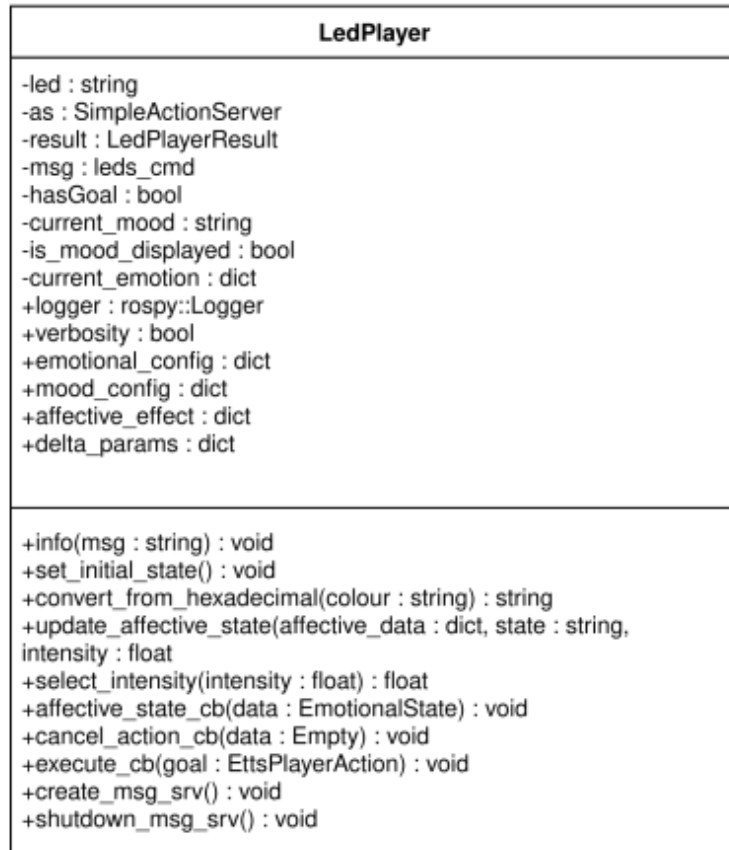 LedPlayer
-led : string
-as : SimpleActionServer
-result : LedPlayerResult
-msg : leds_cmd
-hasGoal : bool
-current_mood : string
-is_mood_displayed : bool
-current_emotion : dict
+logger : rospy::Logger
+verbosity : bool
+emotional_config : dict
+mood_config : dict
+affective_effect : dict
+delta_params : dict
+info(msg : string) : void
+set_initial_state() : void
+convert_from_hexadecimal(colour : string) : string
+update_affective_state(affective_data : dict, state : string,
intensity : float
+select_intensity(intensity : float) : float
+affective_state_cb(data : EmotionalState) : void
+cancel_action_cb(data : Empty) : void
+execute_cb(goal : EttsPlayerAction) : void
+create_msg_srv() : void
+shutdown_msg_srv() : void